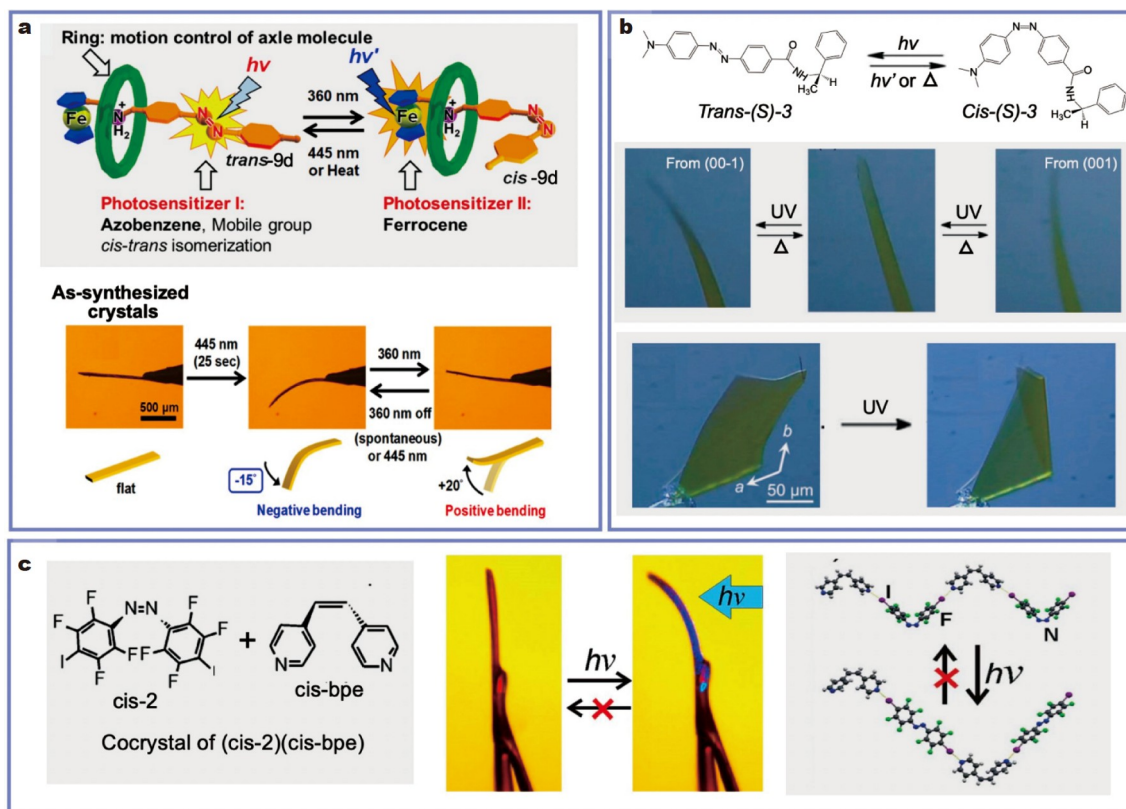 a
Ring: motion control of axle molecule
hν
hν'
Fe
N
+
H2
N
N
trans-9d
360 nm
445 nm
or Heat
Fe
N
+
H2
N
N
cis -9d
Photosensitizer I:
Azobenzene, Mobile group
cis-trans isomerization
Photosensitizer II:
Ferrocene
As-synthesized
crystals
500 µm
445 nm
(25 sec)
360 nm
360 nm off
(spontaneous)
or 445 nm
flat
-15°
Negative bending
+20°
Positive bending
b
N
N
N
O
N
H
H3C
H
Trans-(S)-3
hν
hν' or Δ
N=N
N
O
NH
H3C
H
Cis-(S)-3
From (00-1)
UV
Δ
UV
Δ
From (001)
b
a
50 µm
UV
c
N=N
F
F
F
F
F
F
F
F
I
I
cis-2
+
N
N
cis-bpe
Cocrystal of (cis-2)(cis-bpe)
hν
hν
I
F
N
hν